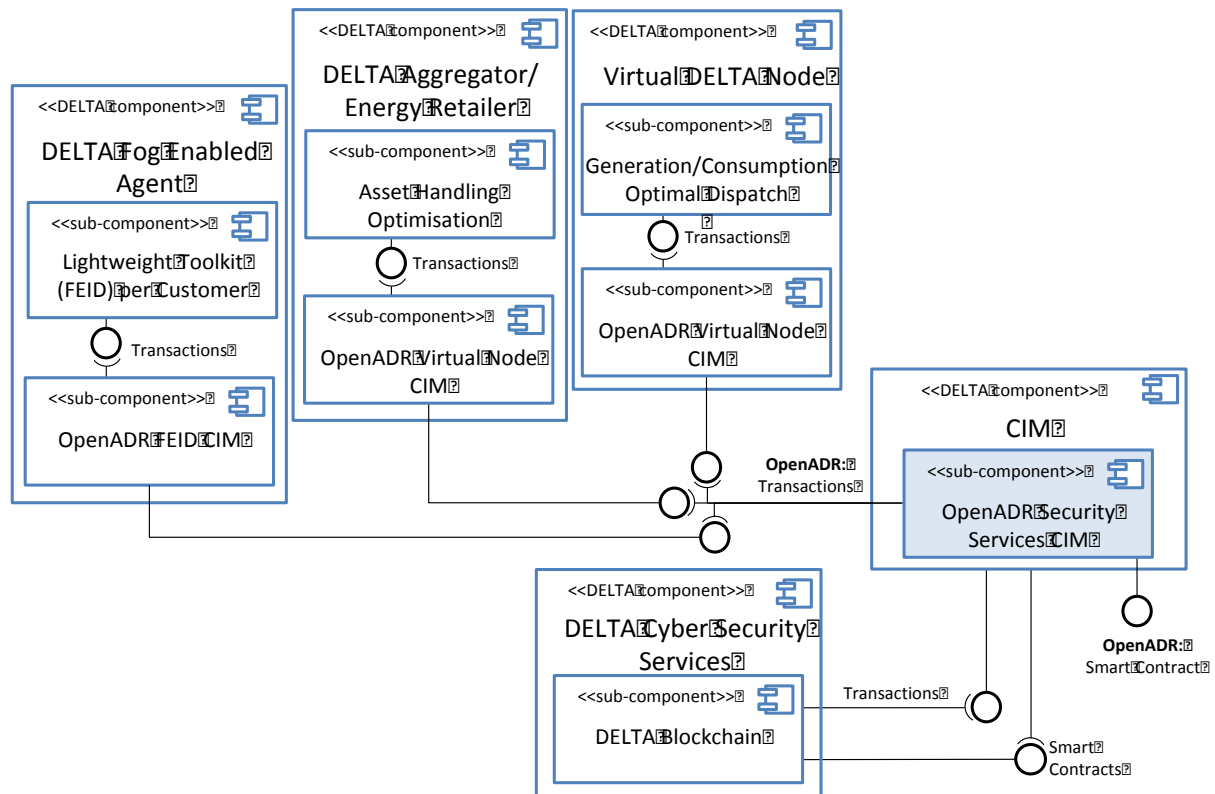 <<DELTA component>>
DELTA Fog Enabled
Agent
<<sub-component>>
Lightweight Toolkit
(FEID) per Customer
Transactions
<<sub-component>>
OpenADR FEID CIM
<<DELTA component>>
DELTA Aggregator/
Energy Retailer
<<sub-component>>
Asset Handling
Optimisation
Transactions
<<sub-component>>
OpenADR Virtual Node
CIM
<<DELTA component>>
Virtual DELTA Node
<<sub-component>>
Generation/Consumption
Optimal Dispatch
Transactions
<<sub-component>>
OpenADR Virtual Node
CIM
<<DELTA component>>
CIM
<<sub-component>>
OpenADR Security
Services CIM
OpenADR:
Transactions
OpenADR:
Smart Contract
<<DELTA component>>
DELTA Cyber Security
Services
<<sub-component>>
DELTA Blockchain
Transactions
Smart
Contracts